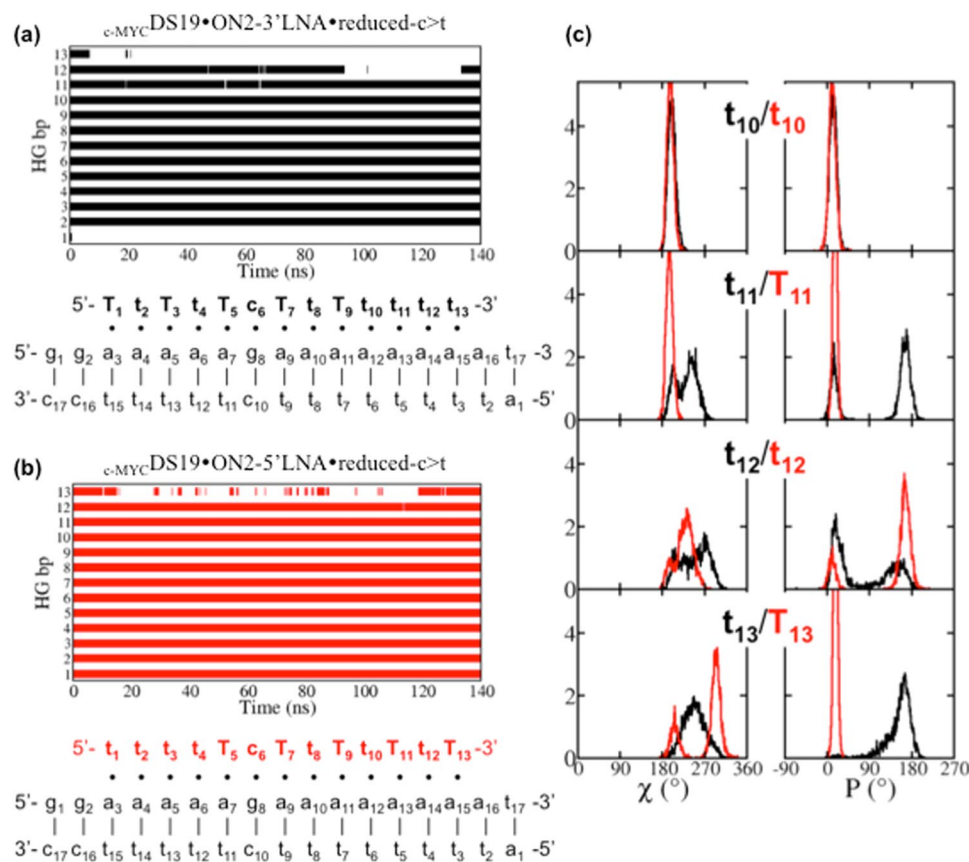 (a)
c-MYCDS19•ON2-3'LNA•reduced-c>t
HG bp
13
12
11
10
9
8
7
6
5
4
3
2
1
0 20 40 60 80 100 120 140
Time (ns)
5'- T1 t2 T3 t4 T5 c6 T7 t8 T9 t10 t11 t12 t13 -3'
5'- g1 g2 a3 a4 a5 a6 a7 g8 a9 a10 a11 a12 a13 a14 a15 a16 t17 -3
3'- c17 c16 t15 t14 t13 t12 t11 c10 t9 t8 t7 t6 t5 t4 t3 t2 a1 -5'
(b)
c-MYCDS19•ON2-5'LNA•reduced-c>t
HG bp
13
12
11
10
9
8
7
6
5
4
3
2
1
0 20 40 60 80 100 120 140
Time (ns)
5'- t1 t2 t3 t4 T5 c6 T7 t8 T9 t10 T11 t12 T13 -3'
5'- g1 g2 a3 a4 a5 a6 a7 g8 a9 a10 a11 a12 a13 a14 a15 a16 t17 -3'
3'- c17 c16 t15 t14 t13 t12 t11 c10 t9 t8 t7 t6 t5 t4 t3 t2 a1 -5'
(c)
t10/t10
4
2
0
t11/T11
4
2
0
t12/t12
4
2
0
t13/T13
4
2
0
0 90 180 270 360 -90 0 90 180 270
χ (°) P (°)